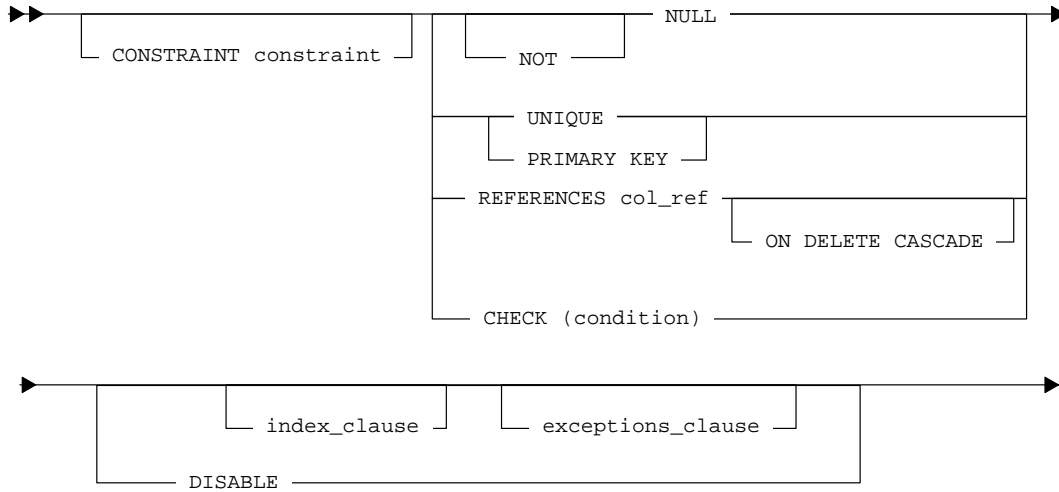 NULL
CONSTRAINT constraint
NOT
UNIQUE
PRIMARY KEY
REFERENCES col_ref
ON DELETE CASCADE
CHECK (condition)
index_clause exceptions_clause
DISABLE